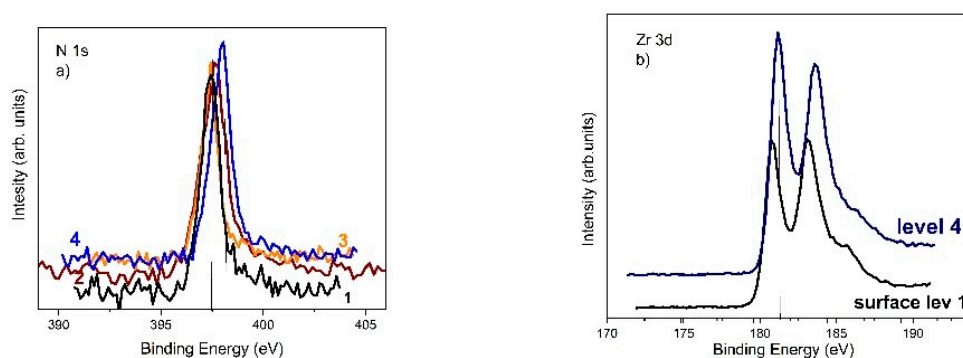 N 1s
a)
Intesity (arb. units)
4
3
2
1
390
395
400
405
Binding Energy (eV)
Zr 3d
b)
Intensity (arb.units)
level 4
surface lev 1
170
175
180
185
190
Binding Energy (eV)